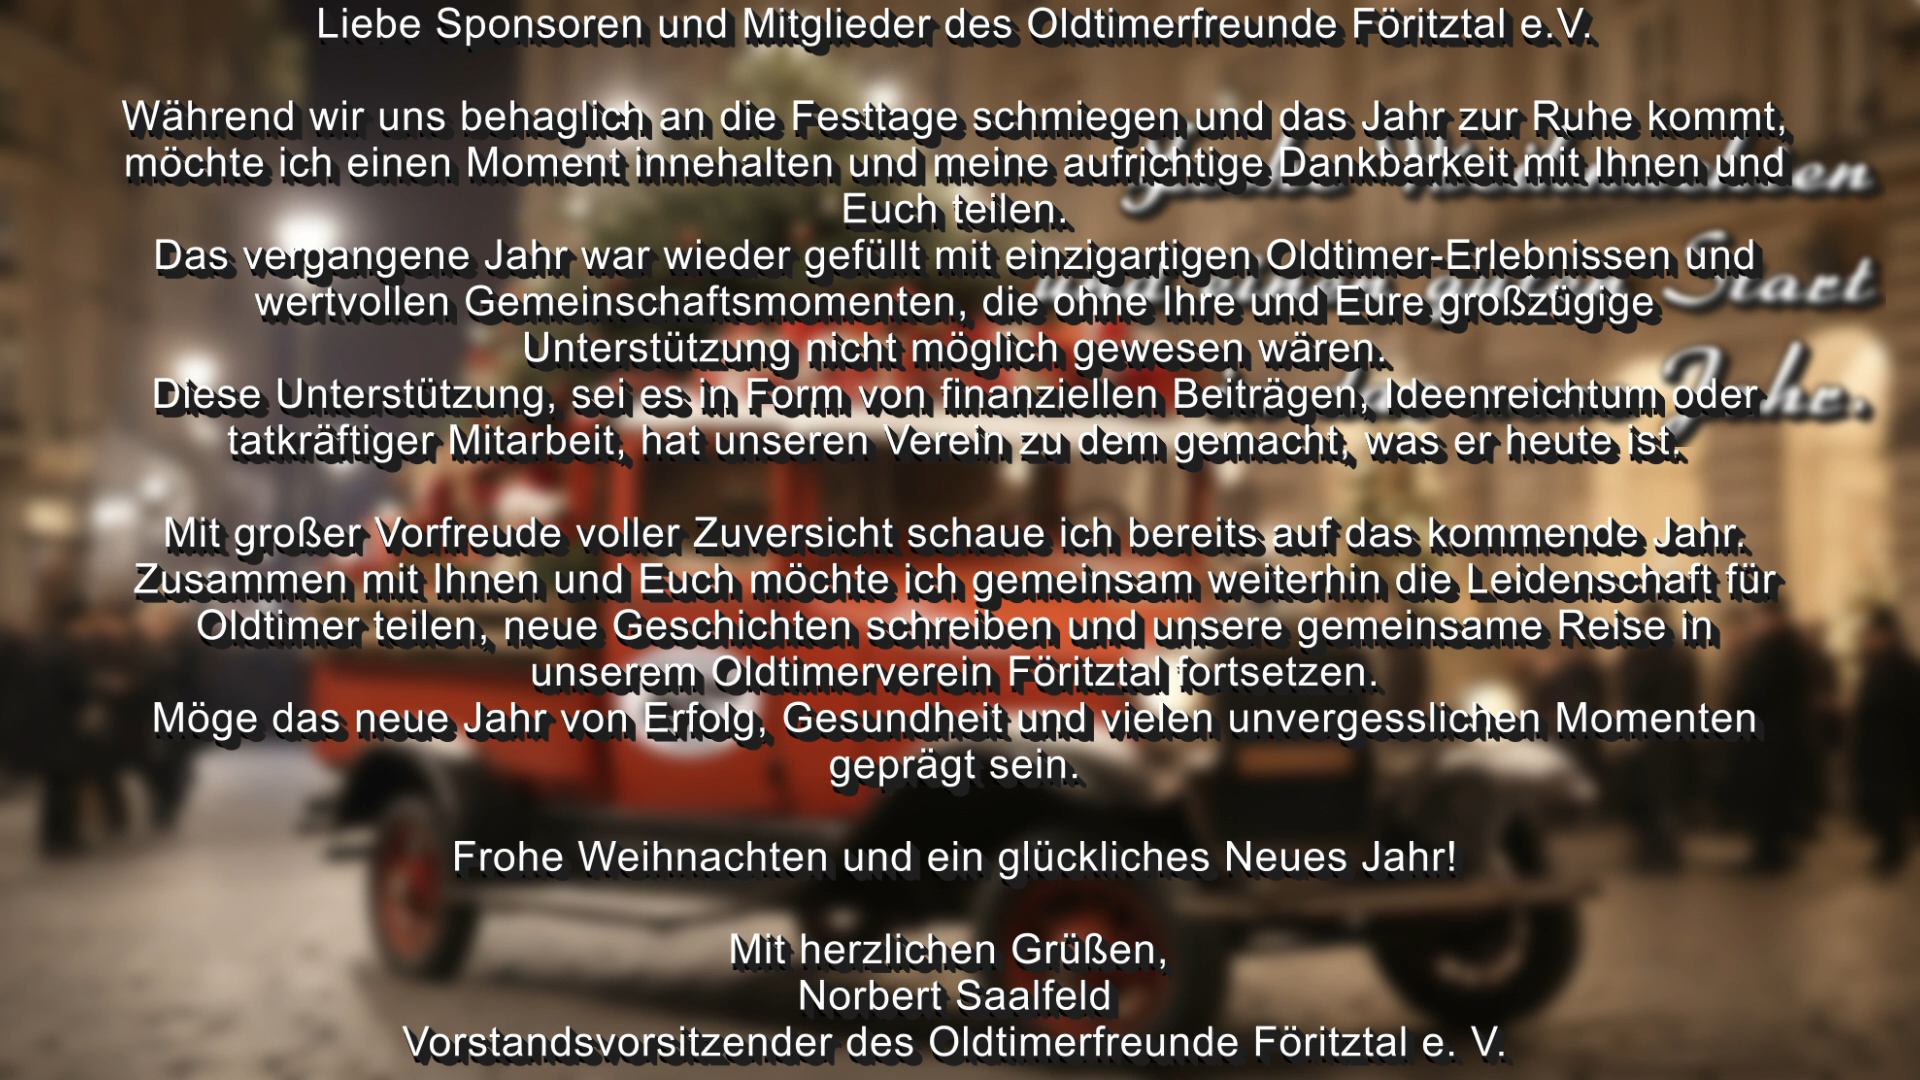 Liebe Sponsoren und Mitglieder des Oldtimerfreunde Föritztal e.V.
Während wir uns behaglich an die Festtage schmiegen und das Jahr zur Ruhe kommt,
möchte ich einen Moment innehalten und meine aufrichtige Dankbarkeit mit Ihnen und
Euch teilen.
Das vergangene Jahr war wieder gefüllt mit einzigartigen Oldtimer-Erlebnissen und
wertvollen Gemeinschaftsmomenten, die ohne Ihre und Eure großzügige
Unterstützung nicht möglich gewesen wären.
Diese Unterstützung, sei es in Form von finanziellen Beiträgen, Ideenreichtum oder
tatkräftiger Mitarbeit, hat unseren Verein zu dem gemacht, was er heute ist.
Mit großer Vorfreude voller Zuversicht schaue ich bereits auf das kommende Jahr.
Zusammen mit Ihnen und Euch möchte ich gemeinsam weiterhin die Leidenschaft für
Oldtimer teilen, neue Geschichten schreiben und unsere gemeinsame Reise in
unserem Oldtimerverein Föritztal fortsetzen.
Möge das neue Jahr von Erfolg, Gesundheit und vielen unvergesslichen Momenten
geprägt sein.
Frohe Weihnachten und ein glückliches Neues Jahr!
Mit herzlichen Grüßen,
Norbert Saalfeld
Vorstandsvorsitzender des Oldtimerfreunde Föritztal e. V.
Start
Jahr.